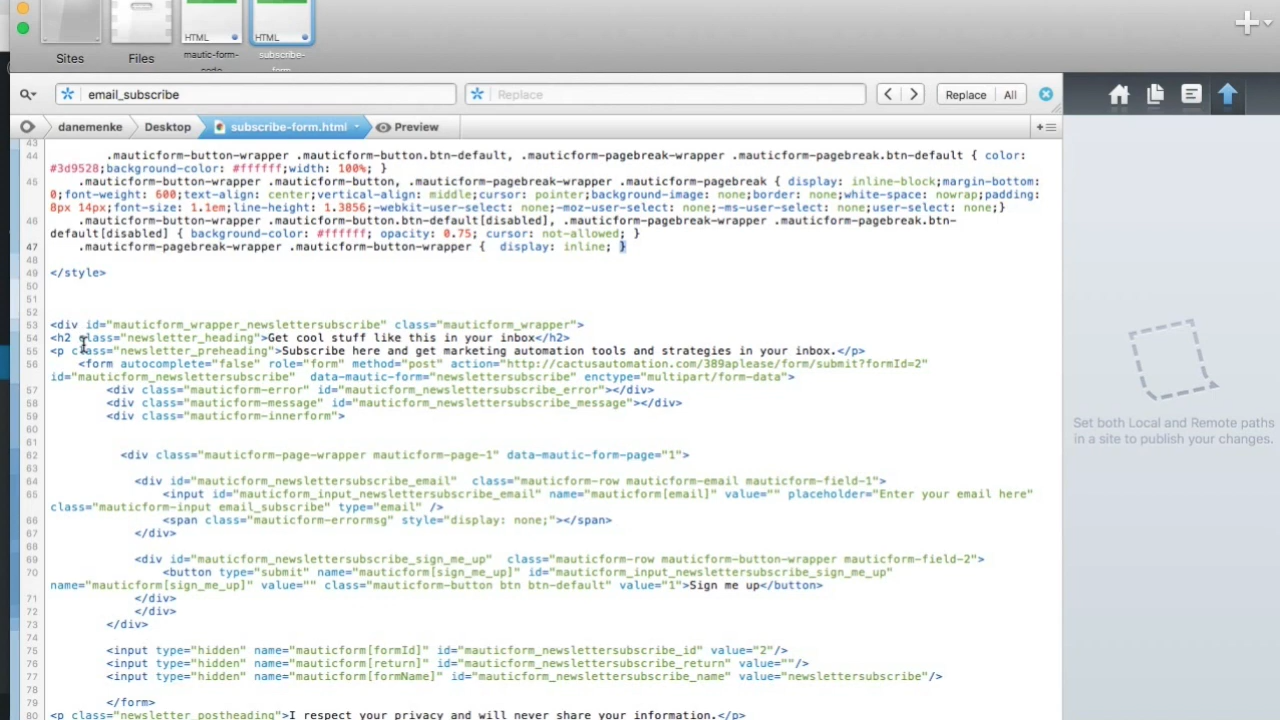 HTML
HTML
Sites
Files
mautic-form-code
subscribe-form
email_subscribe
Replace
Replace
All
danemenke
Desktop
subscribe-form.html
Preview
43
44 .mauticform-button-wrapper .mauticform-button.btn-default, .mauticform-pagebreak-wrapper .mauticform-pagebreak.btn-default { color:
#3d9528;background-color: #ffffff;width: 100%; }
45 .mauticform-button-wrapper .mauticform-button, .mauticform-pagebreak-wrapper .mauticform-pagebreak { display: inline-block;margin-bottom:
0;font-weight: 600;text-align: center;vertical-align: middle;cursor: pointer;background-image: none;border: none;white-space: nowrap;padding:
8px 14px;font-size: 1.1em;line-height: 1.3856;-webkit-user-select: none;-moz-user-select: none;-ms-user-select: none;user-select: none;}
46 .mauticform-button-wrapper .mauticform-button.btn-default[disabled], .mauticform-pagebreak-wrapper .mauticform-pagebreak.btn-
default[disabled] { background-color: #ffffff; opacity: 0.75; cursor: not-allowed; }
47 .mauticform-pagebreak-wrapper .mauticform-button-wrapper { display: inline; }
48
49 </style>
50
51
52
53 <div id="mauticform_wrapper_newslettersubscribe" class="mauticform_wrapper">
54 <h2 class="newsletter_heading">Get cool stuff like this in your inbox</h2>
55 <p class="newsletter_preheading">Subscribe here and get marketing automation tools and strategies in your inbox.</p>
56 <form autocomplete="false" role="form" method="post" action="http://cactusautomation.com/389aplease/form/submit?formId=2"
id="mauticform_newslettersubscribe" data-mautic-form="newslettersubscribe" enctype="multipart/form-data">
57 <div class="mauticform-error" id="mauticform_newslettersubscribe_error"></div>
58 <div class="mauticform-message" id="mauticform_newslettersubscribe_message"></div>
59 <div class="mauticform-innerform">
60
61
62 <div class="mauticform-page-wrapper mauticform-page-1" data-mautic-form-page="1">
63
64 <div id="mauticform_newslettersubscribe_email" class="mauticform-row mauticform-email mauticform-field-1">
65 <input id="mauticform_input_newslettersubscribe_email" name="mauticform[email]" value="" placeholder="Enter your email here"
class="mauticform-input email_subscribe" type="email" />
66 <span class="mauticform-errormsg" style="display: none;"></span>
67 </div>
68
69 <div id="mauticform_newslettersubscribe_sign_me_up" class="mauticform-row mauticform-button-wrapper mauticform-field-2">
70 <button type="submit" name="mauticform[sign_me_up]" id="mauticform_input_newslettersubscribe_sign_me_up"
name="mauticform[sign_me_up]" value="" class="mauticform-button btn btn-default" value="1">Sign me up</button>
71 </div>
72 </div>
73 </div>
74
75 <input type="hidden" name="mauticform[formId]" id="mauticform_newslettersubscribe_id" value="2"/>
76 <input type="hidden" name="mauticform[return]" id="mauticform_newslettersubscribe_return" value=""/>
77 <input type="hidden" name="mauticform[formName]" id="mauticform_newslettersubscribe_name" value="newslettersubscribe"/>
78
79 </form>
80 <p class="newsletter_postheading">I respect your privacy and will never share your information.</p>
Set both Local and Remote paths
in a site to publish your changes.